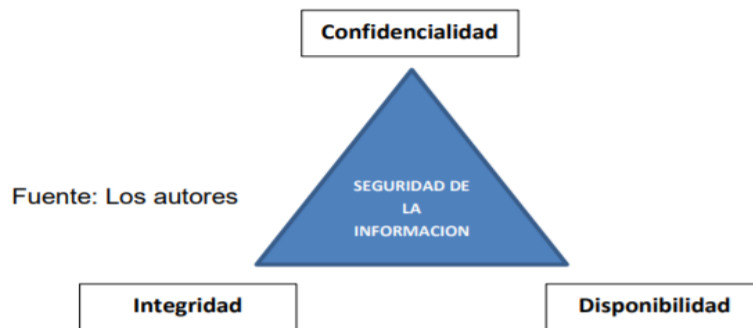 Confidencialidad
SEGURIDAD DE
LA
INFORMACION
Fuente: Los autores
Integridad
Disponibilidad